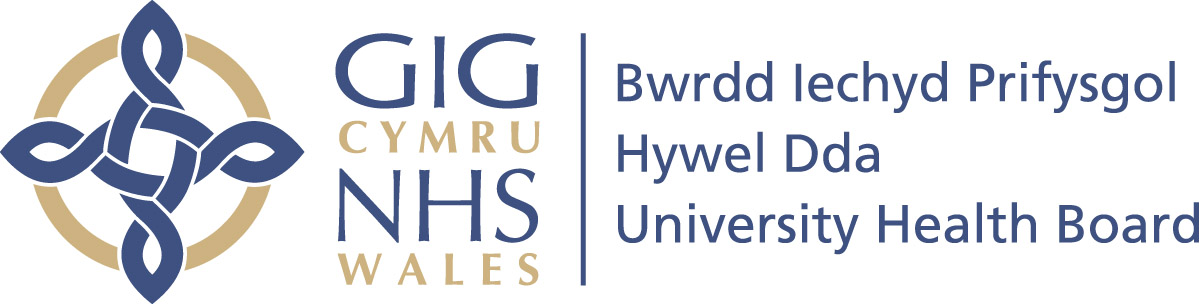 GIG
CYMRU
NHS
WALES
Bwrdd Iechyd Prifysgol
Hywel Dda
University Health Board